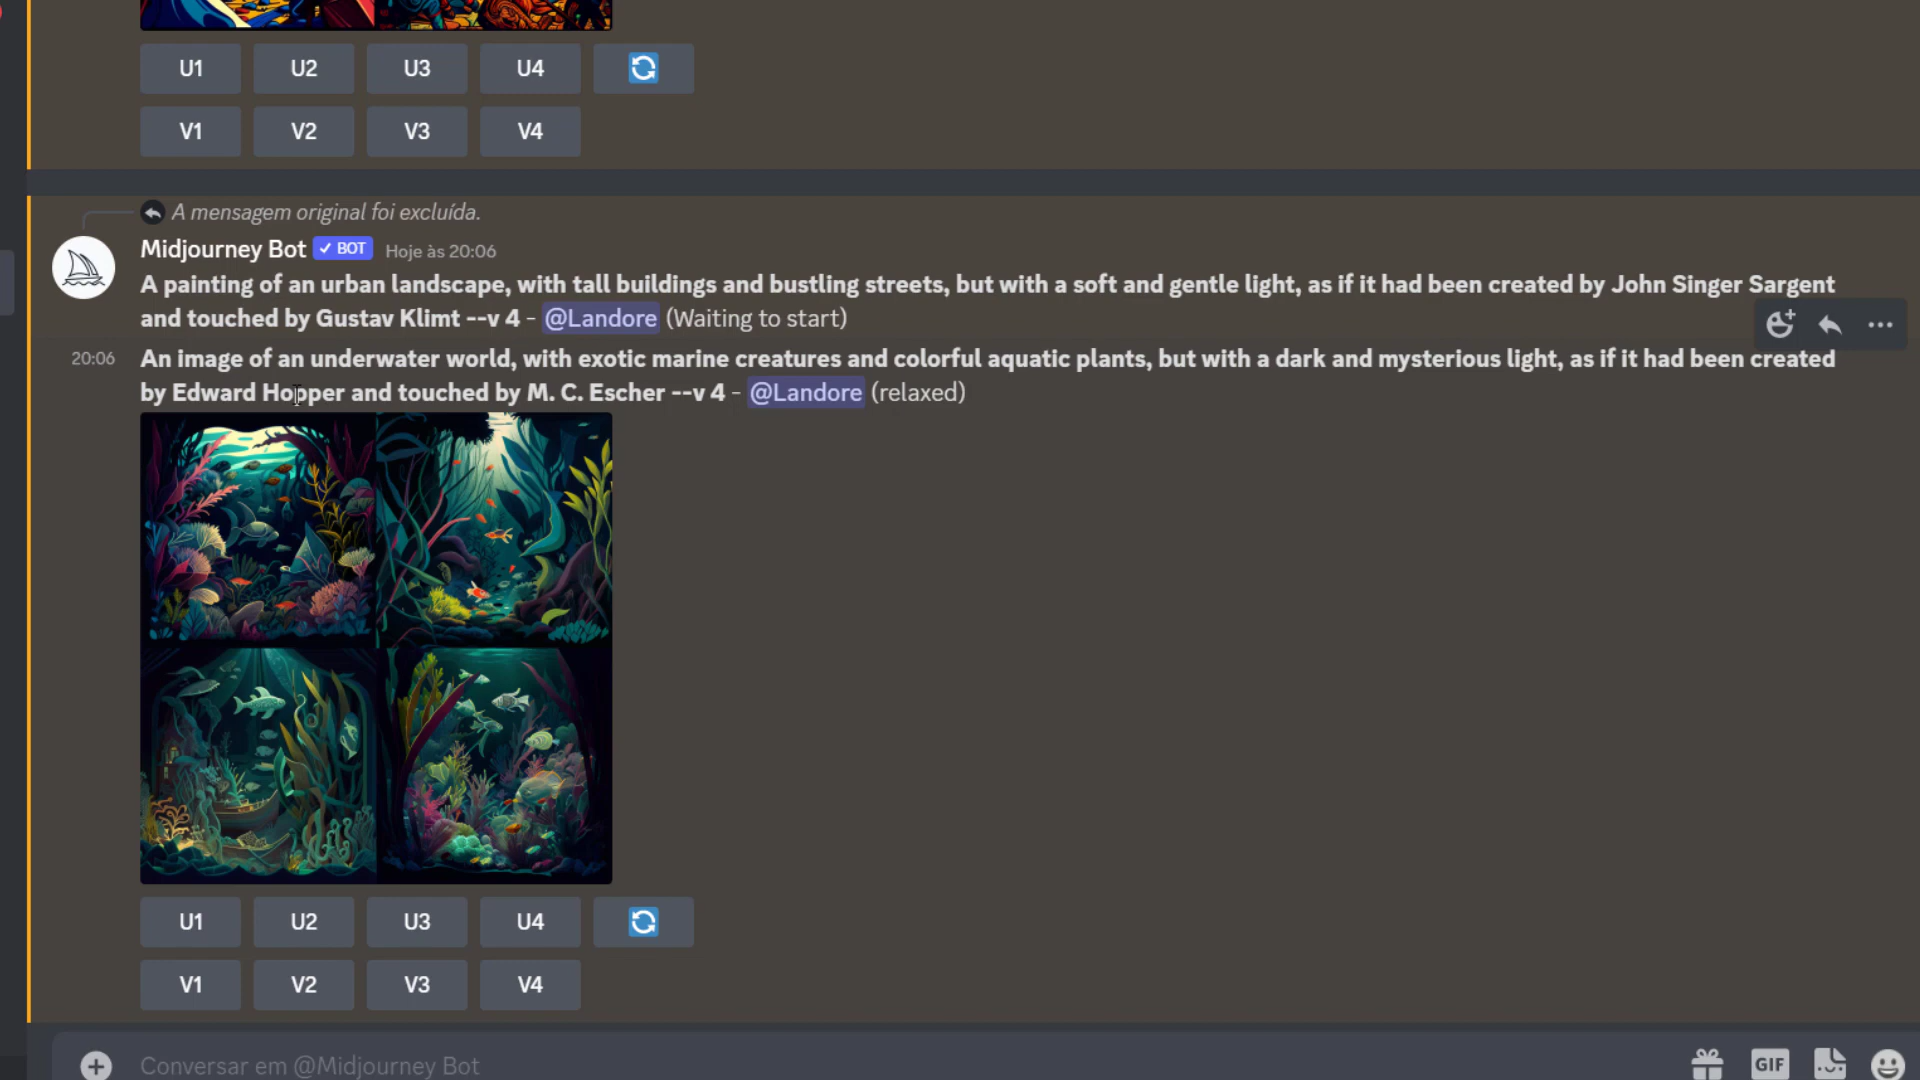 U1 U2 U3 U4
V1 V2 V3 V4
A mensagem original foi excluída.
Midjourney Bot ✓ BOT Hoje às 20:06
A painting of an urban landscape, with tall buildings and bustling streets, but with a soft and gentle light, as if it had been created by John Singer Sargent
and touched by Gustav Klimt --v 4 - @Landore (Waiting to start)
20:06 An image of an underwater world, with exotic marine creatures and colorful aquatic plants, but with a dark and mysterious light, as if it had been created
by Edward Hopper and touched by M. C. Escher --v 4 - @Landore (relaxed)
U1 U2 U3 U4
V1 V2 V3 V4
Conversar em @Midjourney Bot GIF